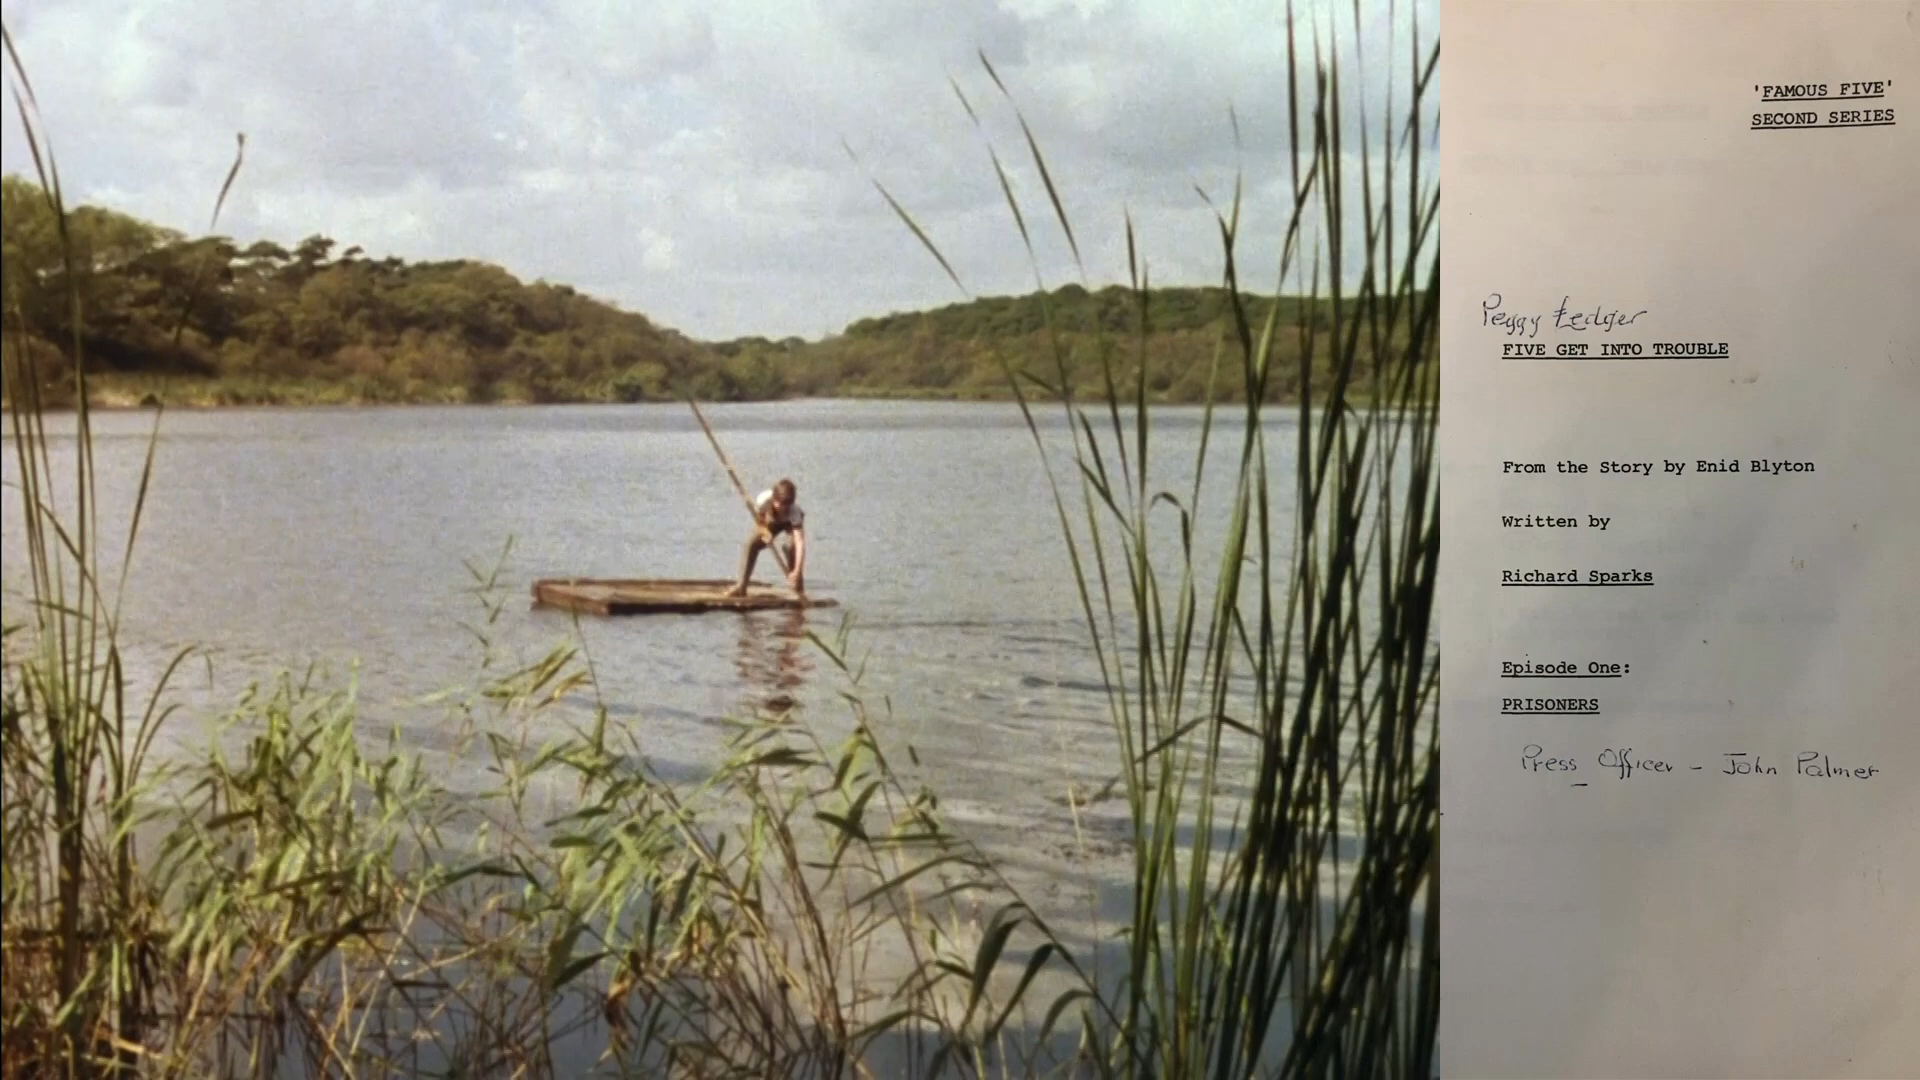 'FAMOUS FIVE'
SECOND SERIES
Peggy Ledger
FIVE GET INTO TROUBLE
From the Story by Enid Blyton
Written by
Richard Sparks
Episode One:
PRISONERS
Press Officer - John Palmer